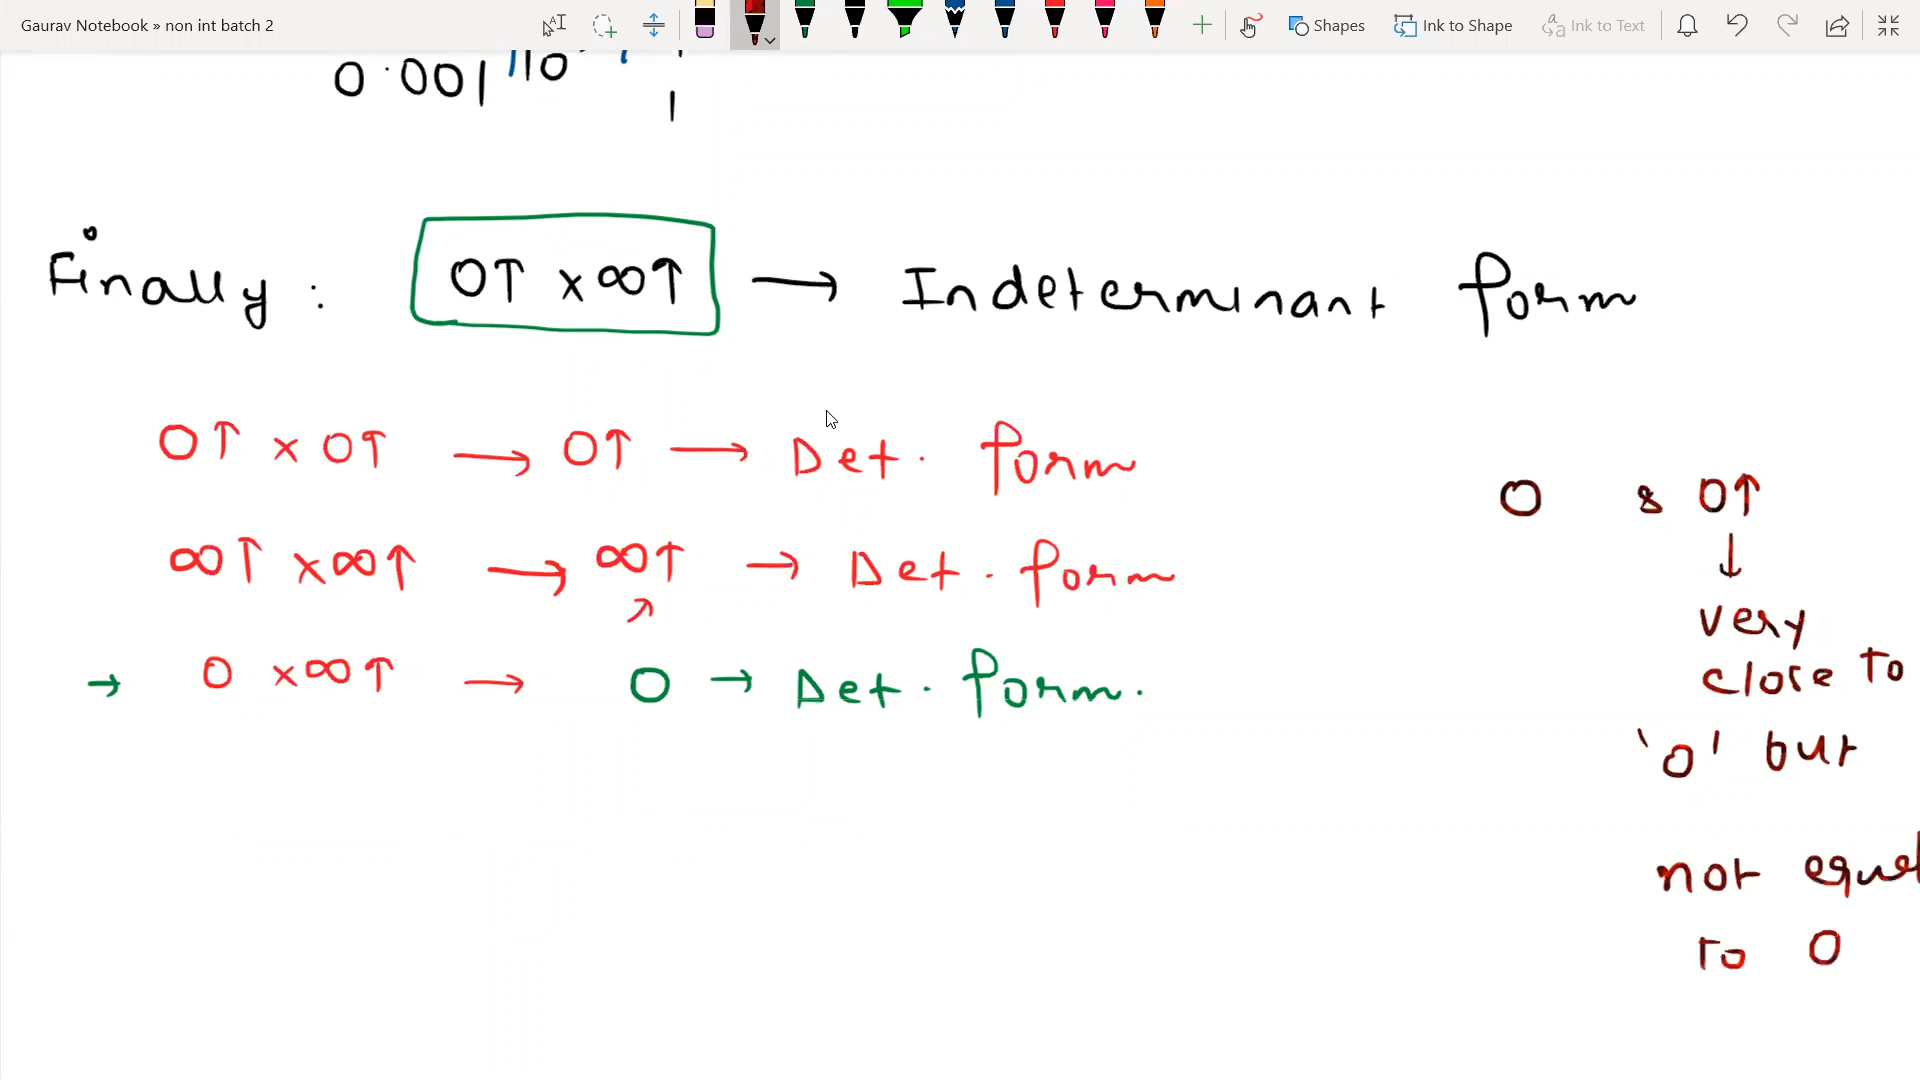 Gaurav Notebook » non int batch 2
Shapes
Ink to Shape
Ink to Text
0.001
1
Finally : 0↑ × ∞↑ → Indeterminant form
0↑ × 0↑ → 0↑ → Det. form
∞↑ × ∞↑ → ∞↑ → Det. form
→ 0 × ∞↑ → 0 → Det. form.
0 & 0↑
↓
very
close to
'0' but
not equal
to 0